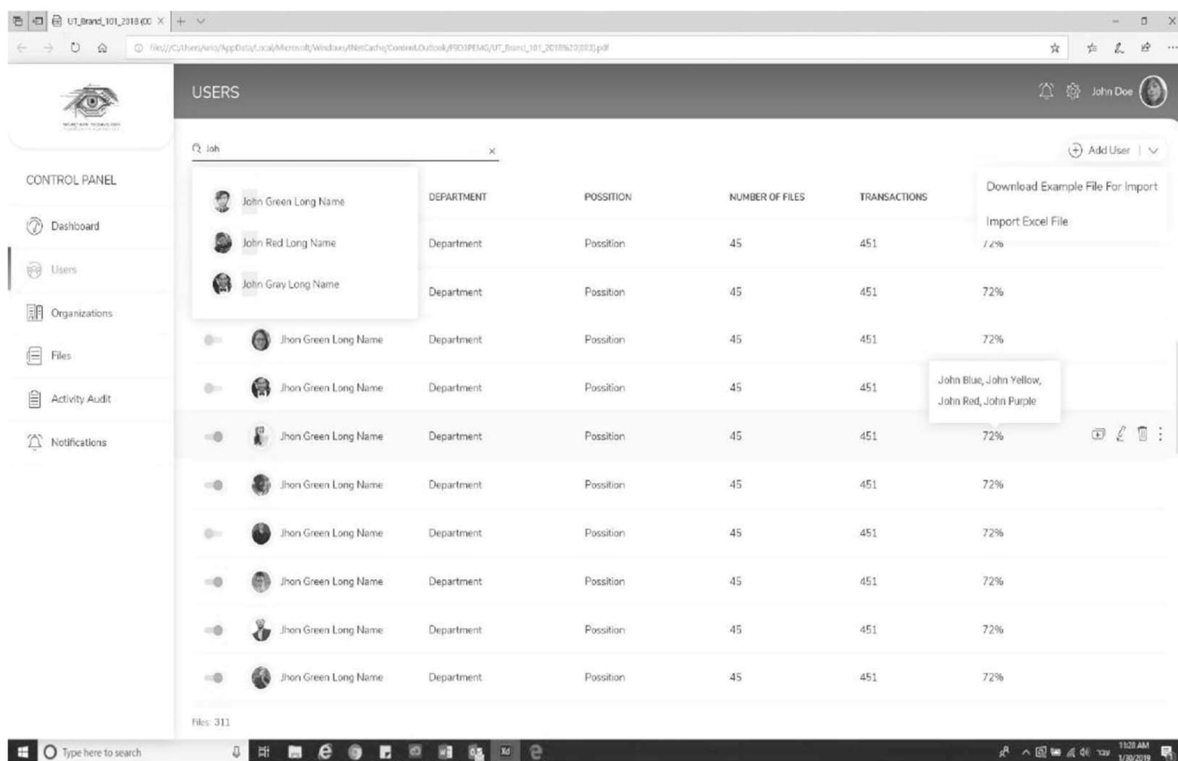 UT_Brand_101_2018 (00
USERS
John Doe
joh
Add User
CONTROL PANEL
Download Example File For Import
Import Excel File
John Green Long Name
John Red Long Name
John Gray Long Name
DEPARTMENT POSSITION NUMBER OF FILES TRANSACTIONS
Dashboard
Users
Organizations
Files
Activity Audit
Notifications
Department Possition 45 451 72%
Department Possition 45 451 72%
Jhon Green Long Name Department Possition 45 451 72%
Jhon Green Long Name Department Possition 45 451
John Blue, John Yellow,
John Red, John Purple
Jhon Green Long Name Department Possition 45 451 72%
Jhon Green Long Name Department Possition 45 451 72%
Jhon Green Long Name Department Possition 45 451 72%
Jhon Green Long Name Department Possition 45 451 72%
Jhon Green Long Name Department Possition 45 451 72%
Jhon Green Long Name Department Possition 45 451 72%
Files: 311
Type here to search
עבר
11:28 AM
1/30/2019